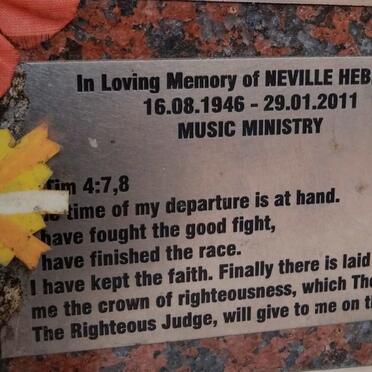 In Loving Memory of NEVILLE HEB
16.08.1946 - 29.01.2011
MUSIC MINISTRY
Tim 4:7,8
time of my departure is at hand.
have fought the good fight,
I have finished the race.
I have kept the faith. Finally there is laid
me the crown of righteousness, which The
The Righteous Judge, will give to me on